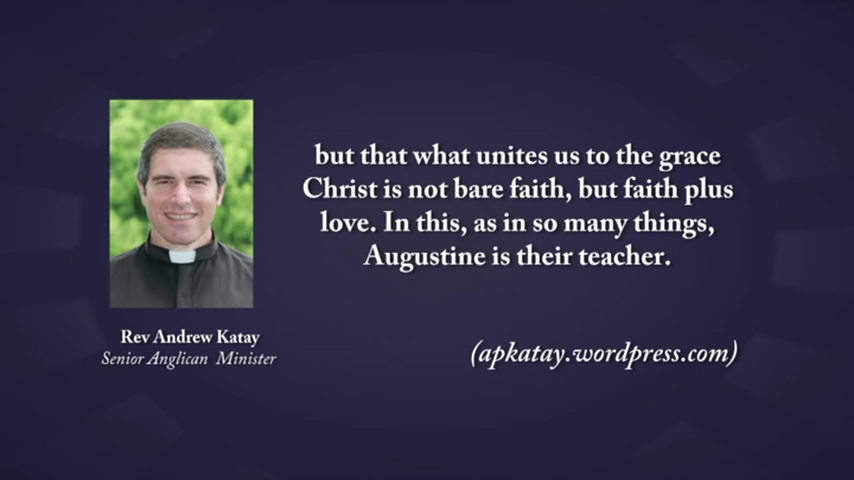 but that what unites us to the grace
Christ is not bare faith, but faith plus
love. In this, as in so many things,
Augustine is their teacher.
Rev Andrew Katay
Senior Anglican Minister
(apkatay.wordpress.com)